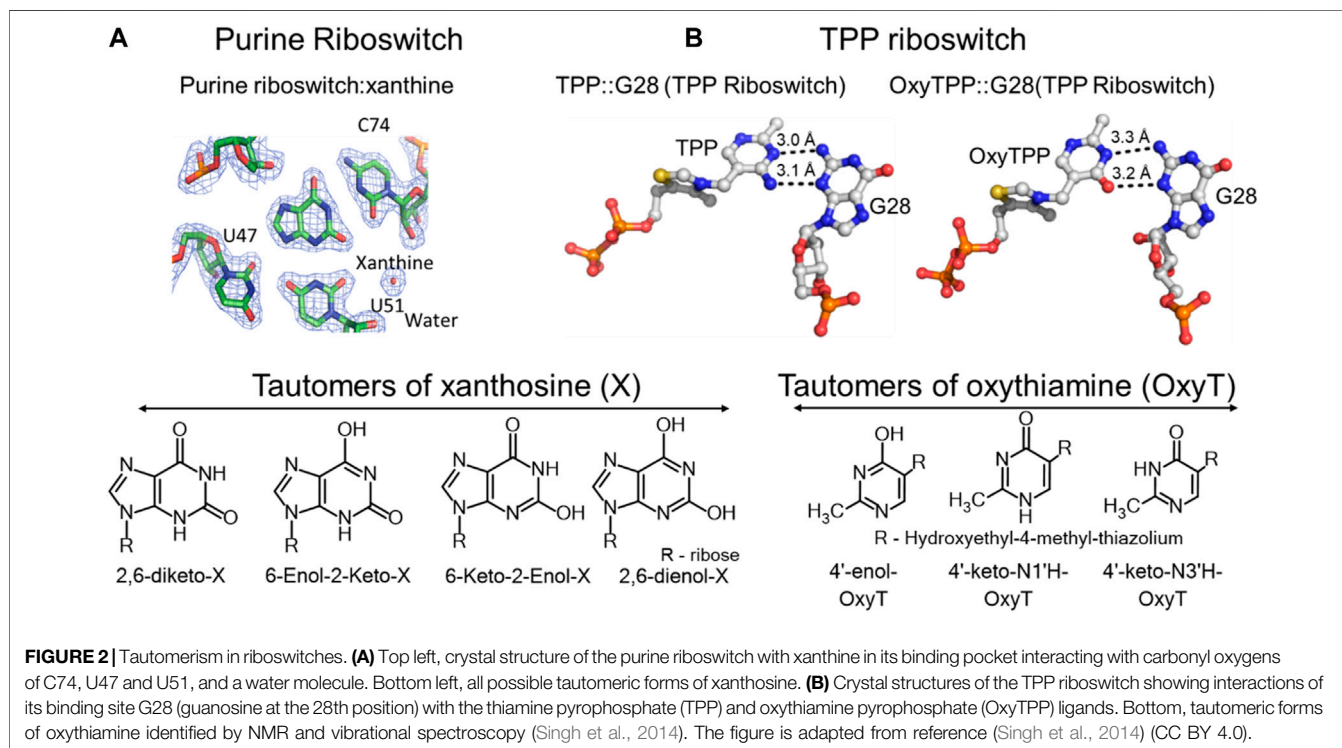 A Purine Riboswitch
B TPP riboswitch
Purine riboswitch:xanthine
TPP::G28 (TPP Riboswitch)
OxyTPP::G28(TPP Riboswitch)
C74
U47
Xanthine
U51
Water
TPP
3.0 Å
3.1 Å
G28
OxyTPP
3.3 Å
3.2 Å
G28
Tautomers of xanthosine (X)
O
N
NH
N
N
H
O
R
2,6-diketo-X
OH
N
N
N
N
H
O
R
6-Enol-2-Keto-X
O
N
NH
N
N
OH
R
6-Keto-2-Enol-X
OH
N
N
N
N
OH
R
R - ribose
2,6-dienol-X
Tautomers of oxythiamine (OxyT)
OH
R
N
H3C
N
O
R
N
H3C
N
H
O
R
HN
H3C
N
R - Hydroxyethyl-4-methyl-thiazolium
4'-enol-
OxyT
4'-keto-N1'H-
OxyT
4'-keto-N3'H-
OxyT
FIGURE 2 | Tautomerism in riboswitches. (A) Top left, crystal structure of the purine riboswitch with xanthine in its binding pocket interacting with carbonyl oxygens
of C74, U47 and U51, and a water molecule. Bottom left, all possible tautomeric forms of xanthosine. (B) Crystal structures of the TPP riboswitch showing interactions of
its binding site G28 (guanosine at the 28th position) with the thiamine pyrophosphate (TPP) and oxythiamine pyrophosphate (OxyTPP) ligands. Bottom, tautomeric forms
of oxythiamine identified by NMR and vibrational spectroscopy (Singh et al., 2014). The figure is adapted from reference (Singh et al., 2014) (CC BY 4.0).